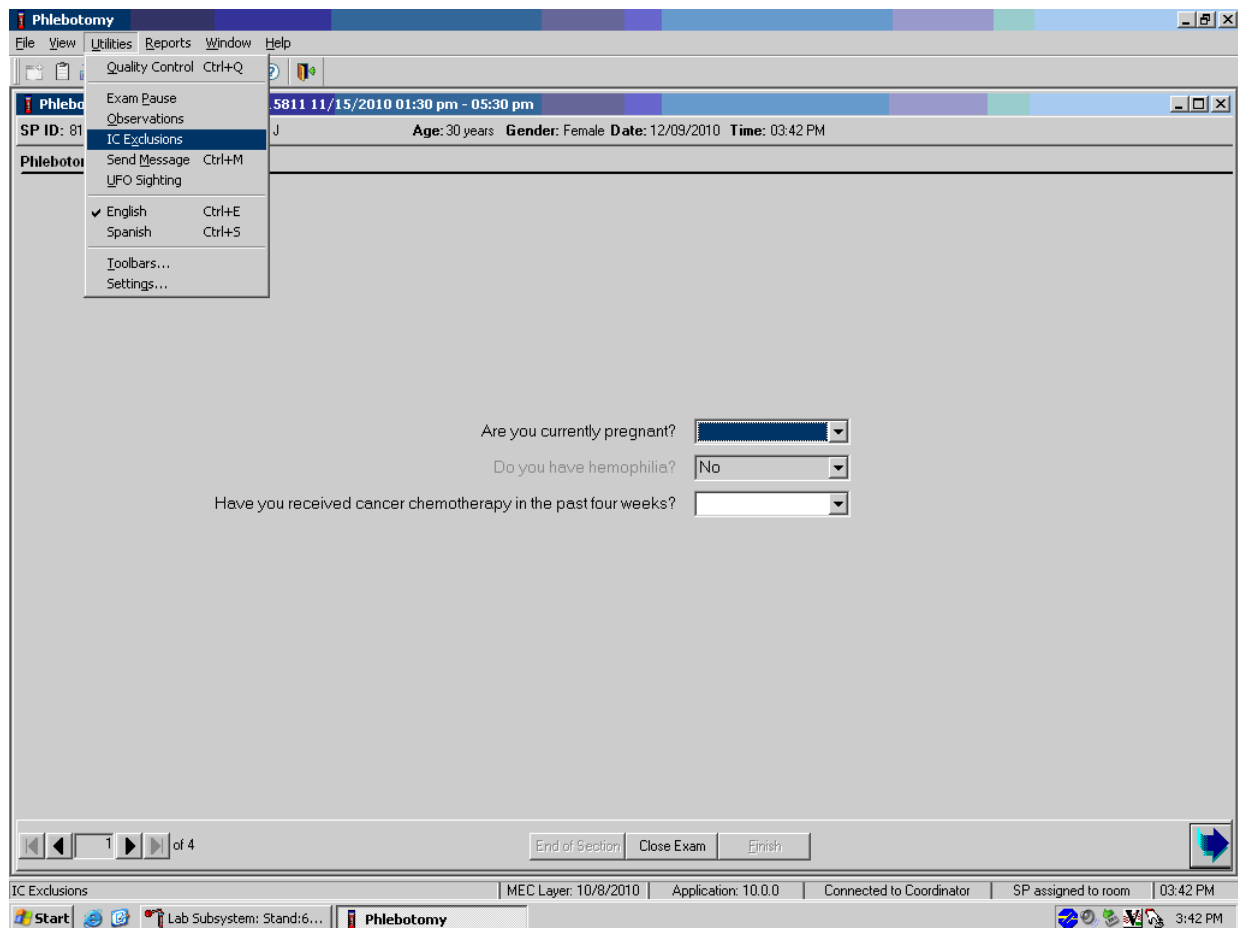 Phlebotomy
File View Utilities Reports Window Help
Quality Control Ctrl+Q
Exam Pause
Observations
IC Exclusions
Send Message Ctrl+M
UFO Sighting
English Ctrl+E
Spanish Ctrl+S
Toolbars...
Settings...
Phlebo .5811 11/15/2010 01:30 pm - 05:30 pm
SP ID: 81 J Age: 30 years Gender: Female Date: 12/09/2010 Time: 03:42 PM
Phlebotor
Are you currently pregnant?
Do you have hemophilia? No
Have you received cancer chemotherapy in the past four weeks?
1 of 4 End of Section Close Exam Finish
IC Exclusions MEC Layer: 10/8/2010 Application: 10.0.0 Connected to Coordinator SP assigned to room 03:42 PM
Start Lab Subsystem: Stand:6... Phlebotomy 3:42 PM